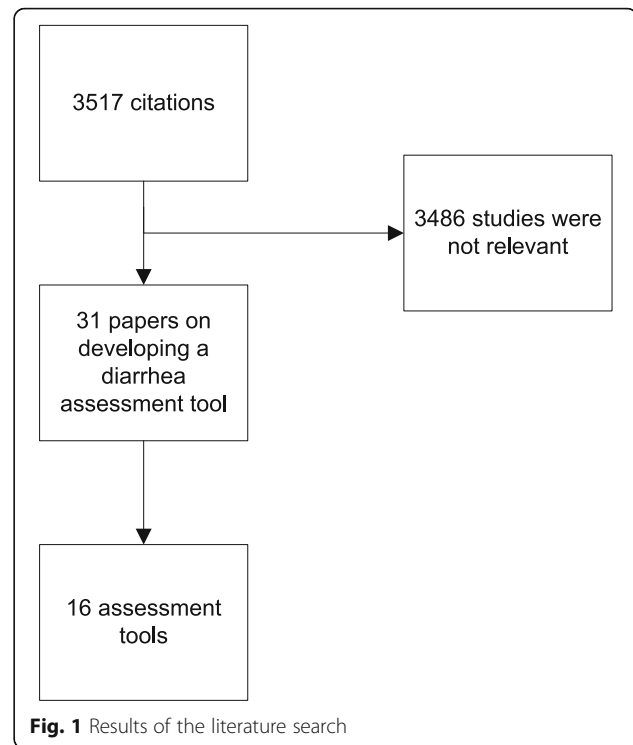 3517 citations
3486 studies were
not relevant
31 papers on
developing a
diarrhea
assessment tool
16 assessment
tools
Fig. 1 Results of the literature search